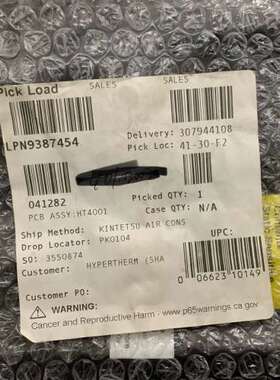 SALES SALES
Pick Load
LPN9387454
Delivery: 307944108
Pick Loc: 41-30-F2
041282
PCB ASSY:HT4001
Picked QTY: 1
Case QTY: N/A
Ship Method: KINTETSU AIR CONS
Drop Locator: PK0104
SO: 3550874
UPC:
Customer: HYPERTHERM (SHA
0 06623 10149
Customer PO:
WARNING:
Cancer and Reproductive Harm - www.p65warnings.ca.gov